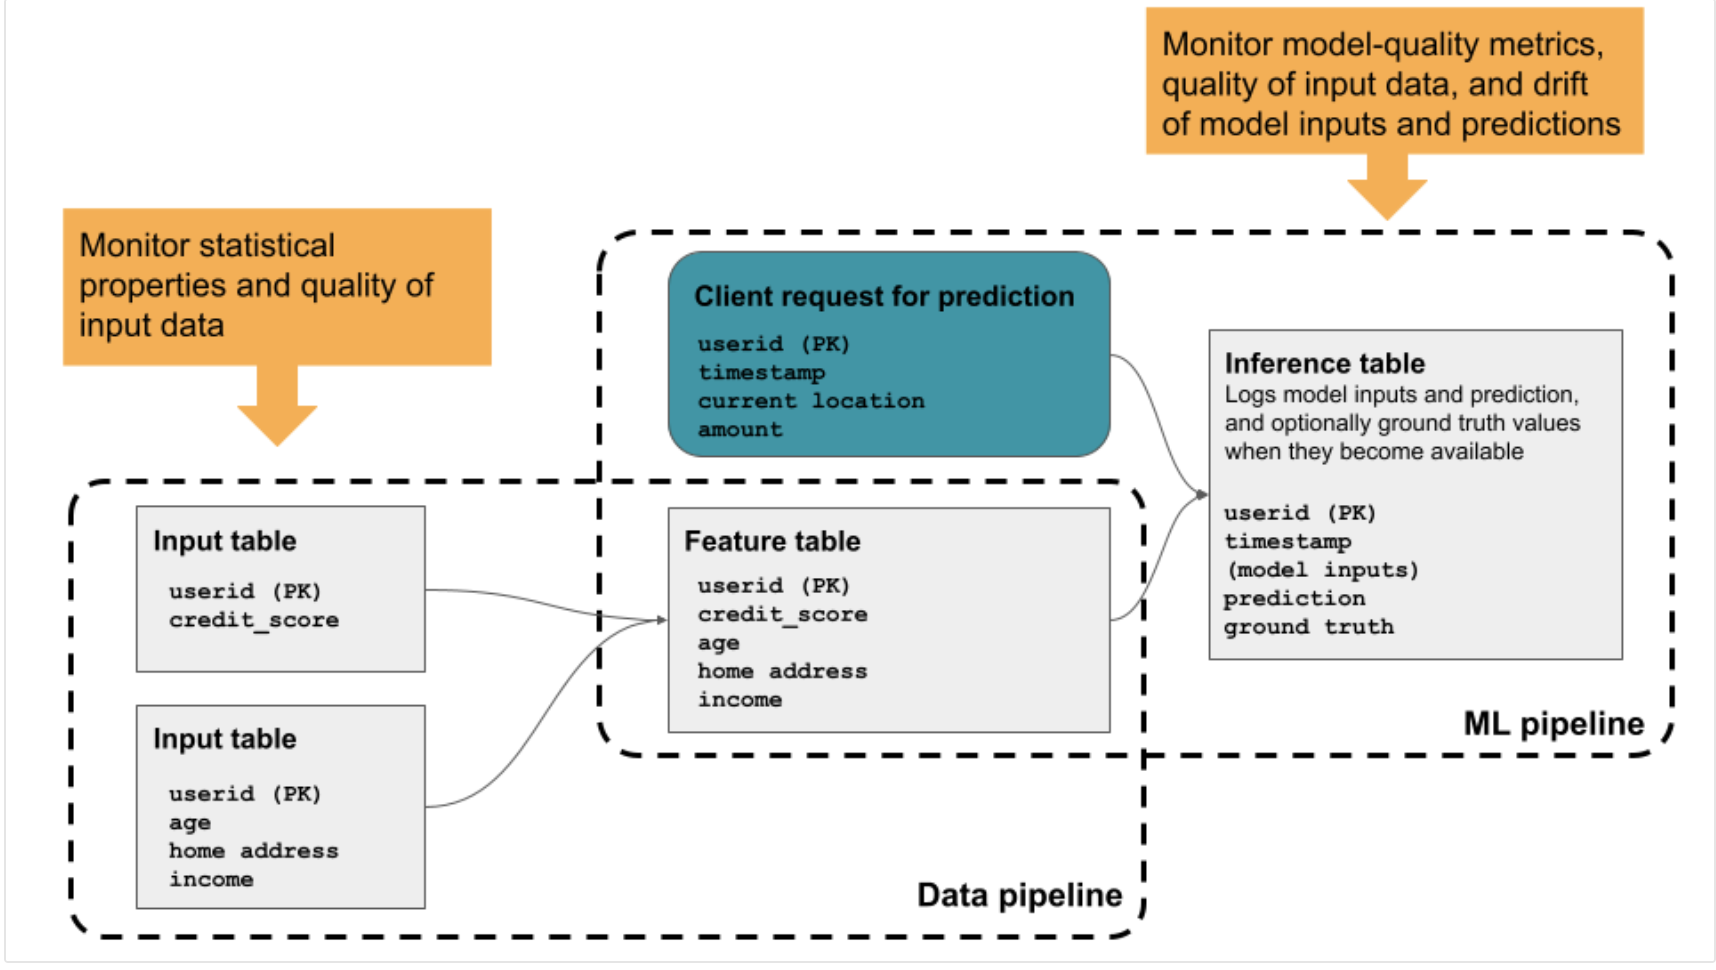 Monitor model-quality metrics,
quality of input data, and drift
of model inputs and predictions
Monitor statistical
properties and quality of
input data
Client request for prediction
userid (PK)
timestamp
current location
amount
Inference table
Logs model inputs and prediction,
and optionally ground truth values
when they become available
userid (PK)
timestamp
(model inputs)
prediction
ground truth
Input table
userid (PK)
credit_score
Feature table
userid (PK)
credit_score
age
home address
income
ML pipeline
Input table
userid (PK)
age
home address
income
Data pipeline